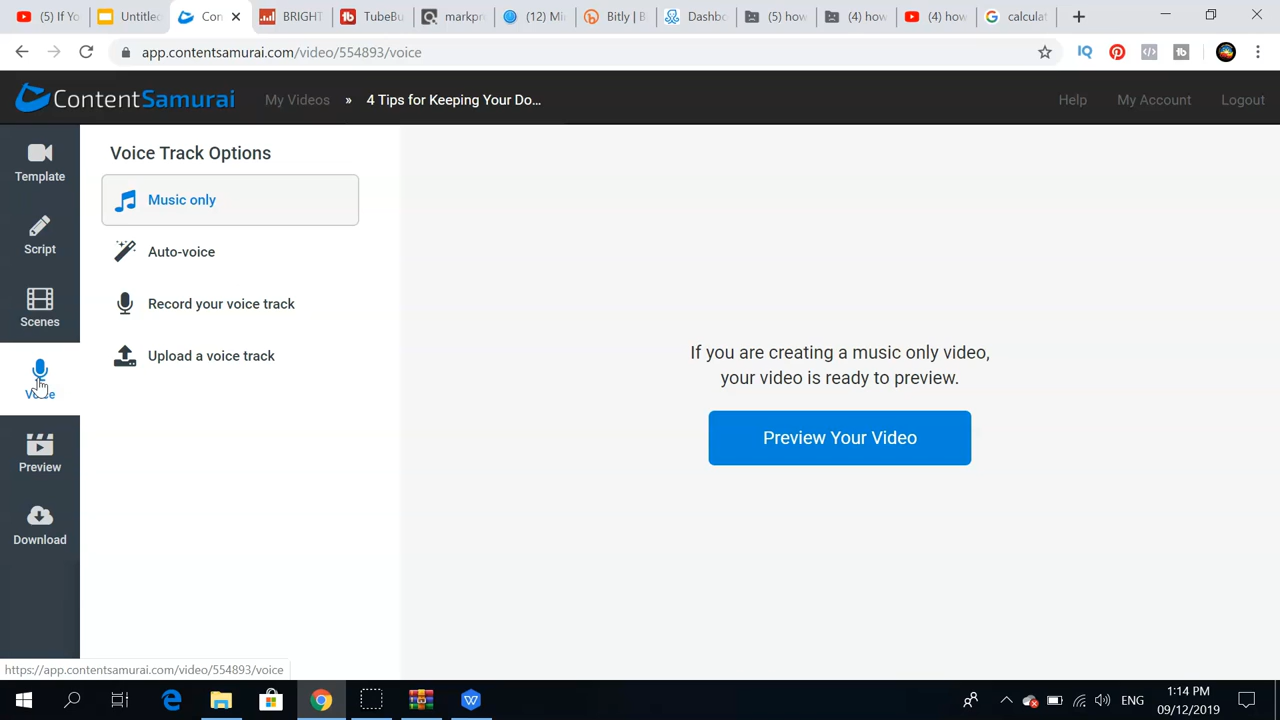 (5) If Yo
Untitle
Con
BRIGHT
TubeBu
markpr
(12) Mi
Bitly | B
Dashbo
(5) how
(4) how
(4) how
calculat
app.contentsamurai.com/video/554893/voice
ContentSamurai
My Videos » 4 Tips for Keeping Your Do...
Help
My Account
Logout
Template
Script
Scenes
Voice
Preview
Download
Voice Track Options
Music only
Auto-voice
Record your voice track
Upload a voice track
If you are creating a music only video,
your video is ready to preview.
Preview Your Video
https://app.contentsamurai.com/video/554893/voice
ENG
1:14 PM
09/12/2019